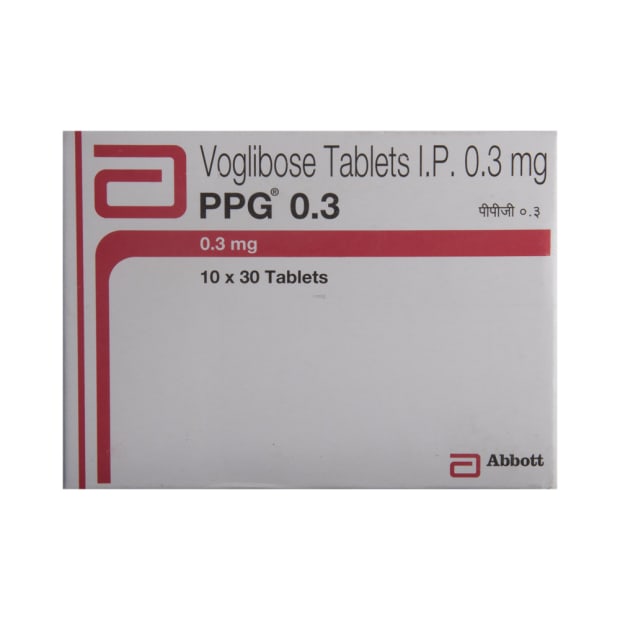 Voglibose Tablets I.P. 0.3 mg
PPG® 0.3
पीपीजी ०.३
0.3 mg
10 x 30 Tablets
Abbott